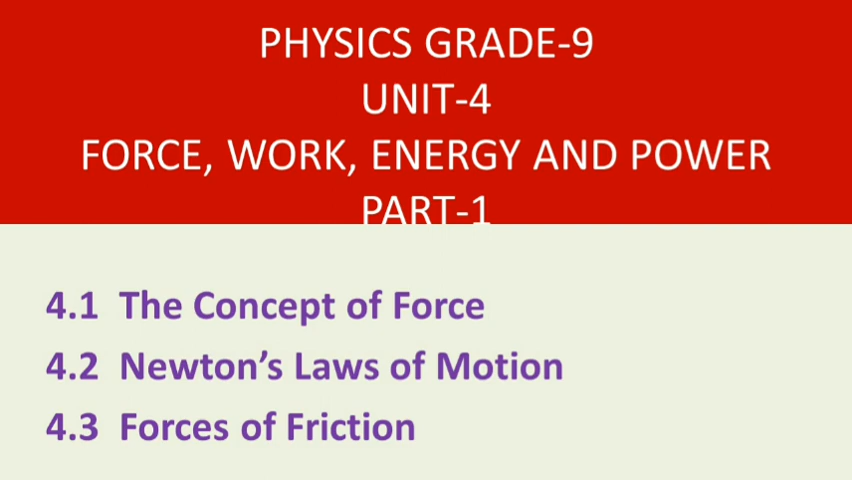 PHYSICS GRADE-9
UNIT-4
FORCE, WORK, ENERGY AND POWER
PART-1
4.1 The Concept of Force
4.2 Newton’s Laws of Motion
4.3 Forces of Friction